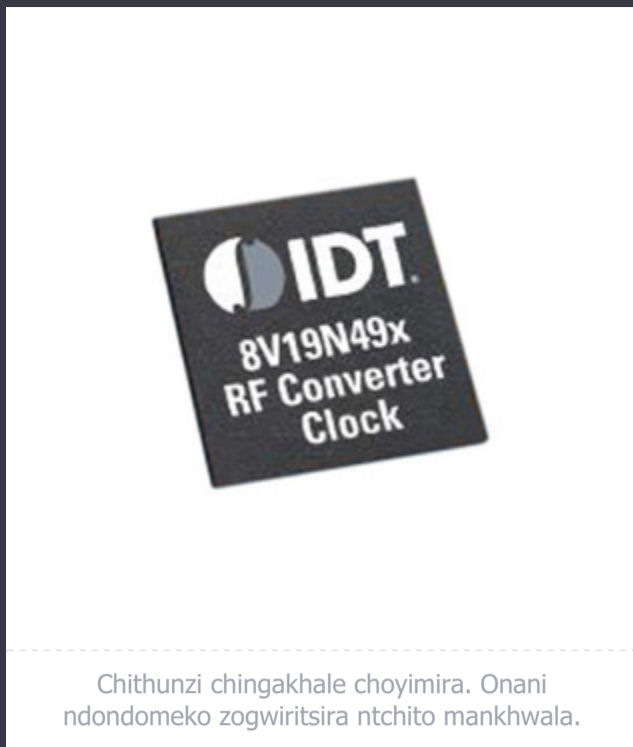 IDT.
8V19N49x
RF Converter
Clock
Chithunzi chingakhale choyimira. Onani
ndondomeko zogwiritsira ntchito mankhwala.